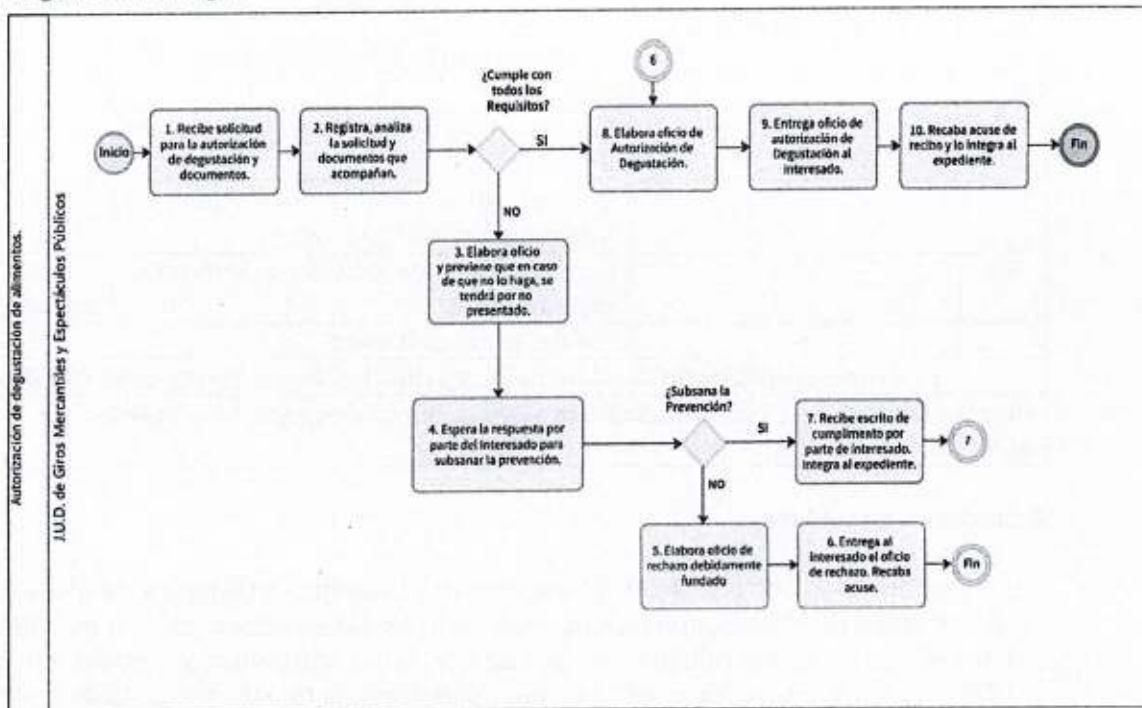 Autorización de degustación de alimentos.
J.U.D. de Giros Mercantiles y Espectáculos Públicos
Inicio
1. Recibe solicitud
para la autorización
de degustación y
documentos.
2. Registra, analiza
la solicitud y
documentos que
acompañan.
¿Cumple con
todos los
Requisitos?
SI
6
8. Elabora oficio de
Autorización de
Degustación.
9. Entrega oficio de
autorización de
Degustación al
interesado.
10. Recaba acuse de
recibo y lo integra al
expediente.
Fin
NO
3. Elabora oficio
y previene que en caso
de que no lo haga, se
tendrá por no
presentado.
4. Espera la respuesta por
parte del interesado para
subsanar la prevención.
¿Subsana la
Prevención?
SI
7. Recibe escrito de
cumplimento por
parte de interesado.
Integra al expediente.
7
NO
5. Elabora oficio de
rechazo debidamente
fundado
6. Entrega al
interesado el oficio
de rechazo. Recaba
acuse.
Fin